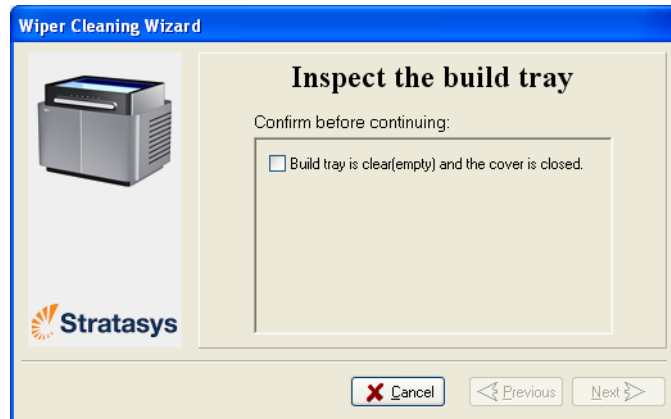 Wiper Cleaning Wizard
Inspect the build tray
Confirm before continuing:
Build tray is clear(empty) and the cover is closed.
Stratasys
Cancel
Previous
Next